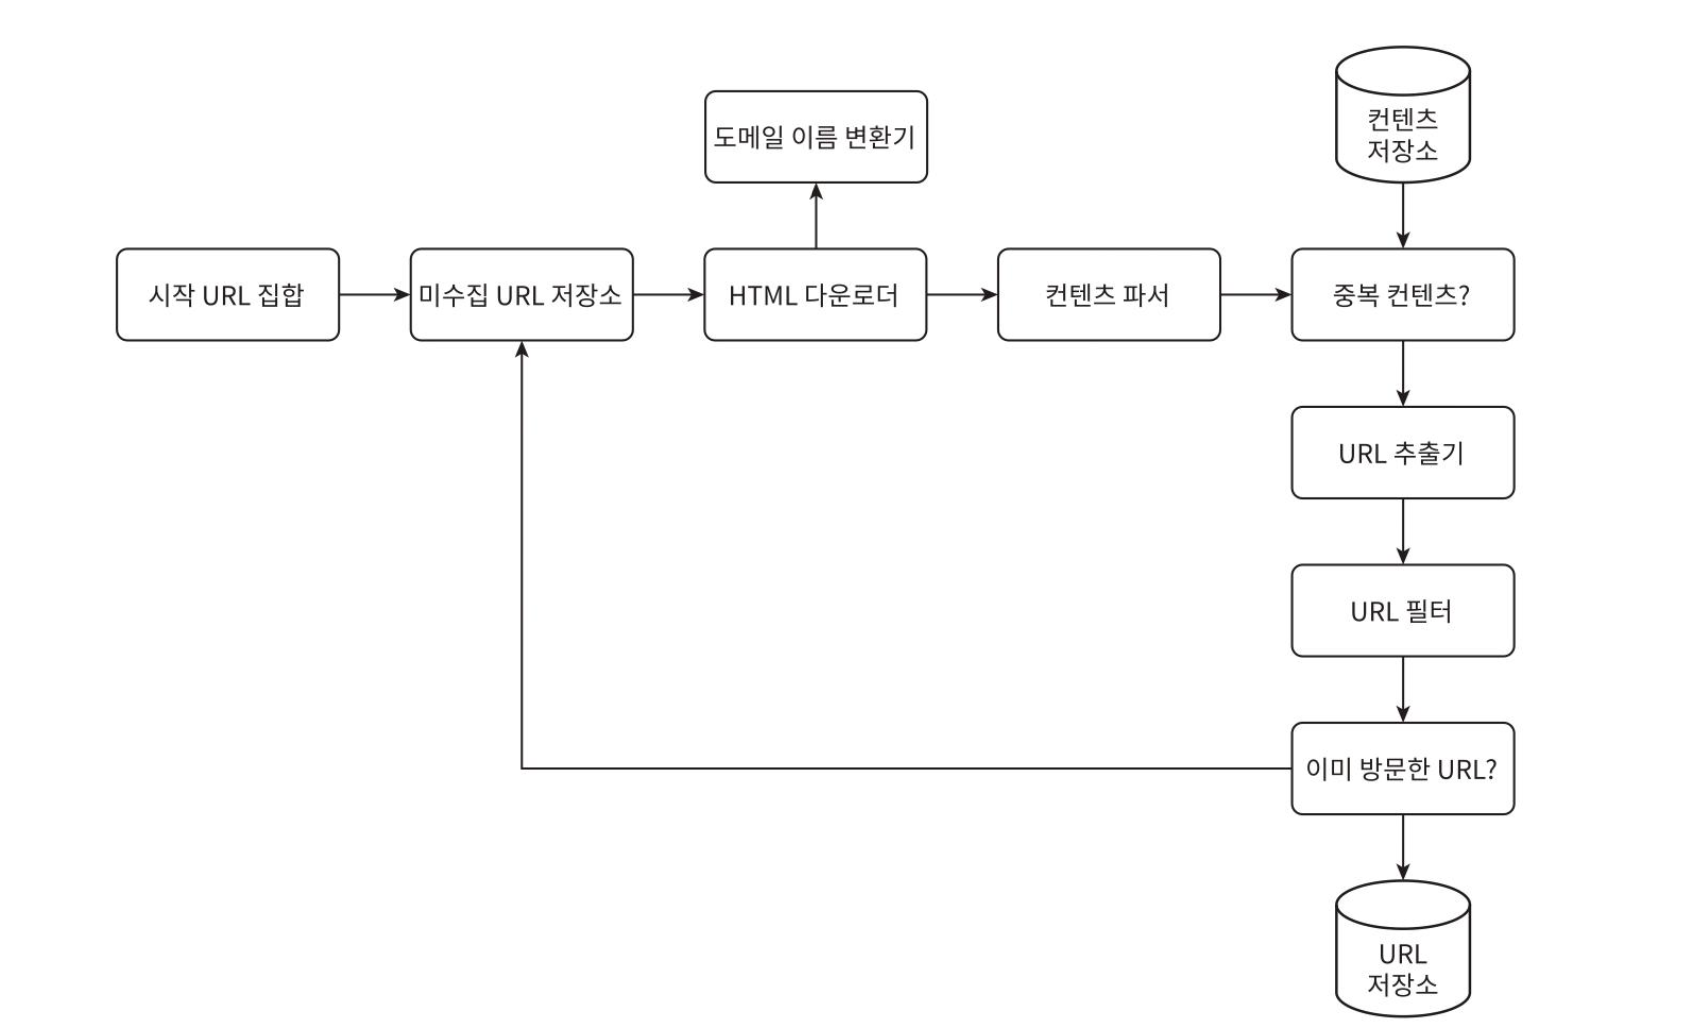 컨텐츠
저장소
도메일 이름 변환기
시작 URL 집합
미수집 URL 저장소
HTML 다운로더
컨텐츠 파서
중복 컨텐츠?
URL 추출기
URL 필터
이미 방문한 URL?
URL
저장소